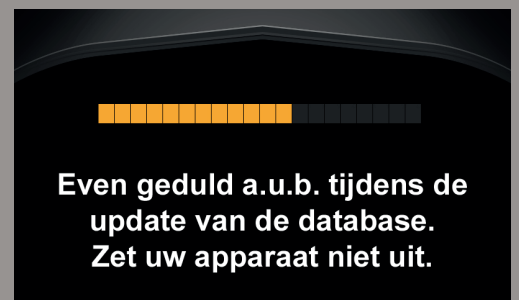 Even geduld a.u.b. tijdens de
update van de database.
Zet uw apparaat niet uit.